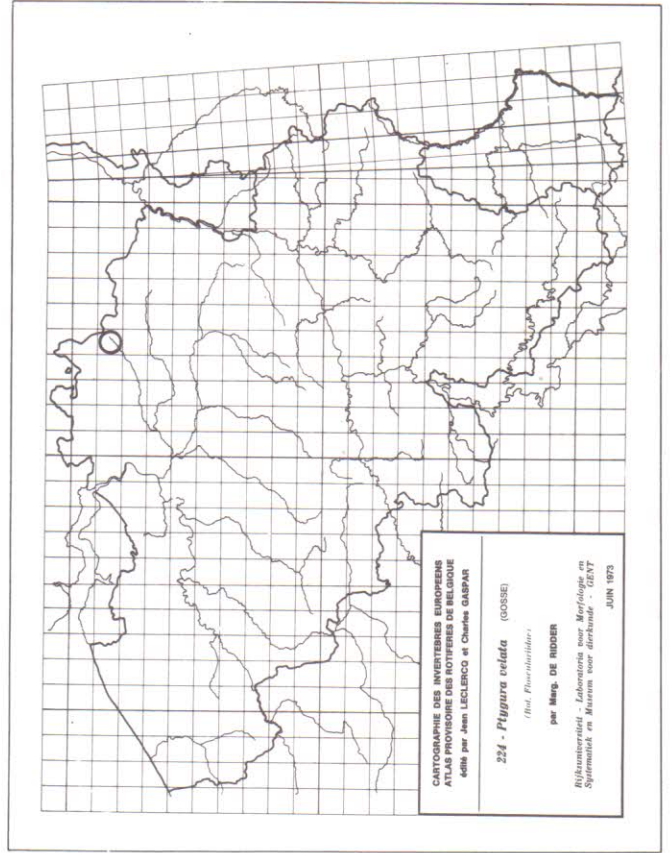 CARTOGRAPHIE DES INVERTEBRES EUROPEENS
ATLAS PROVISOIRE DES ROTIFERES DE BELGIQUE
édité par Jean LECLERCQ et Charles GASPAR
224 - Ptygura velata (GOSSE)
(Rot. Flosculariidae)
par Marg. DE RIDDER
Rijksuniversiteit - Laboratoria voor Morfologie en
Systematiek en Museum voor dierkunde - GENT
JUIN 1973